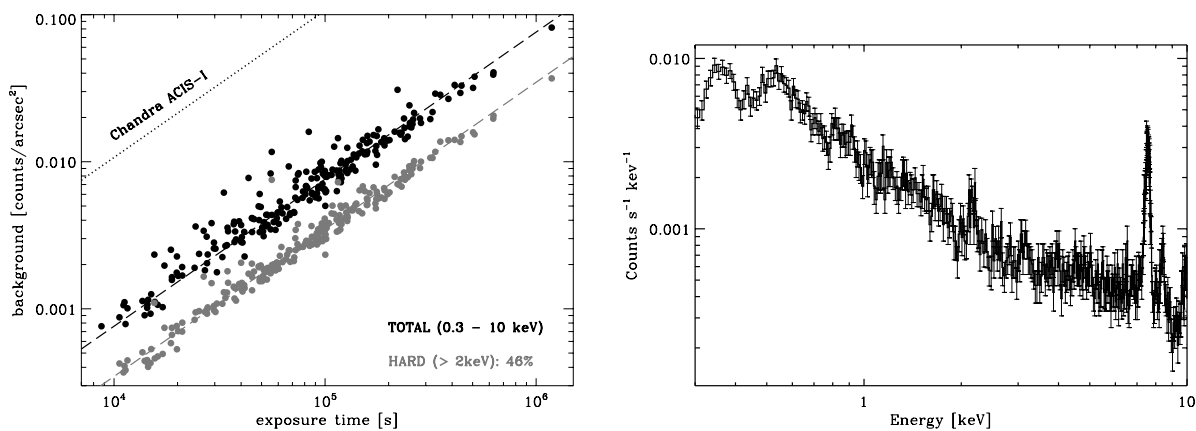 0.100
0.010
0.001
background [counts/arcsec²]
Chandra ACIS-I
TOTAL (0.3 - 10 keV)
HARD (> 2keV): 46%
10⁴
10⁵
10⁶
exposure time [s]
0.010
0.001
Counts s⁻¹ keV⁻¹
1
10
Energy [keV]